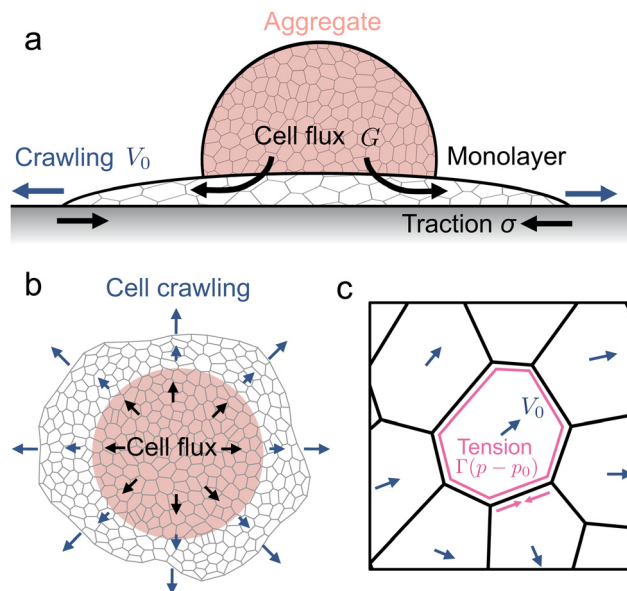 a
Aggregate
Cell flux G
Crawling V₀
Monolayer
Traction σ
b
Cell crawling
Cell flux
c
V₀
Tension
Γ(p − p₀)